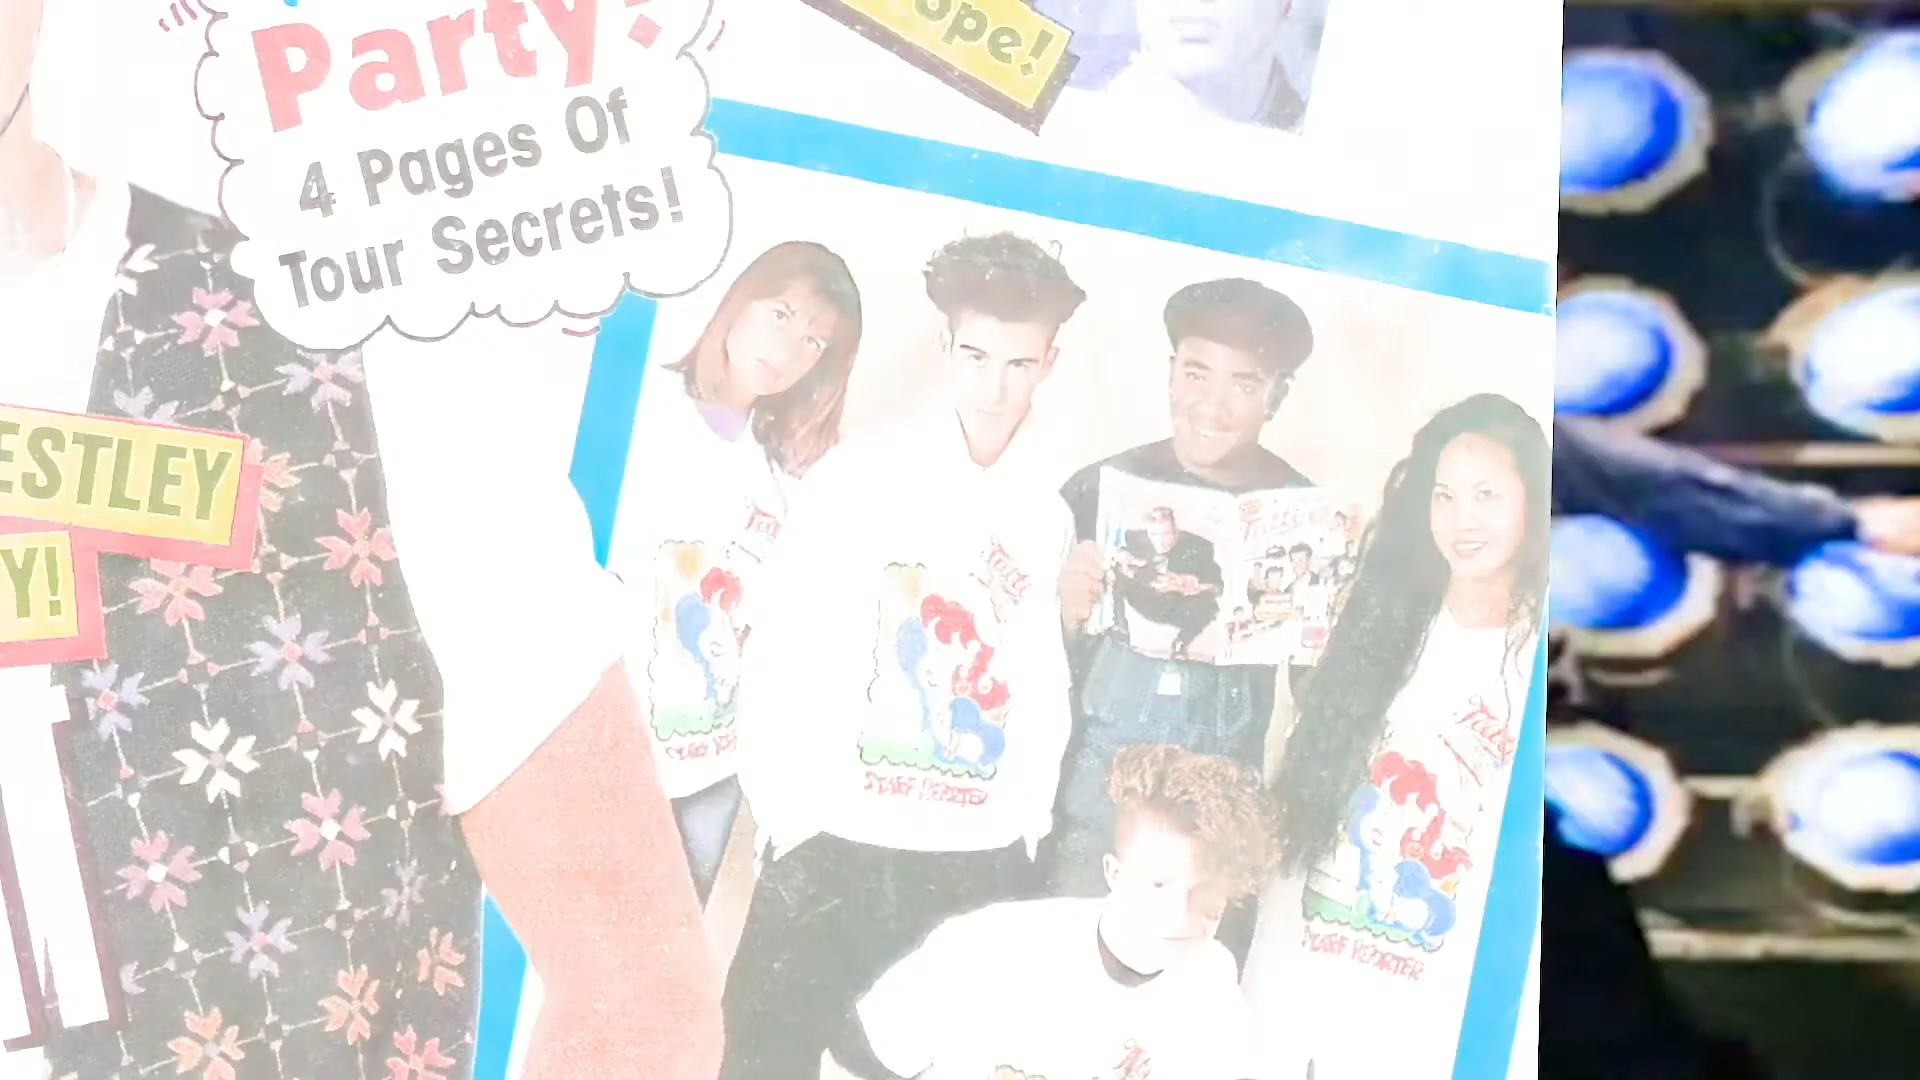 Party!
4 Pages Of
Tour Secrets!
ope!
ESTLEY
Y!
STAFF REPORTER
STAFF REPORTER